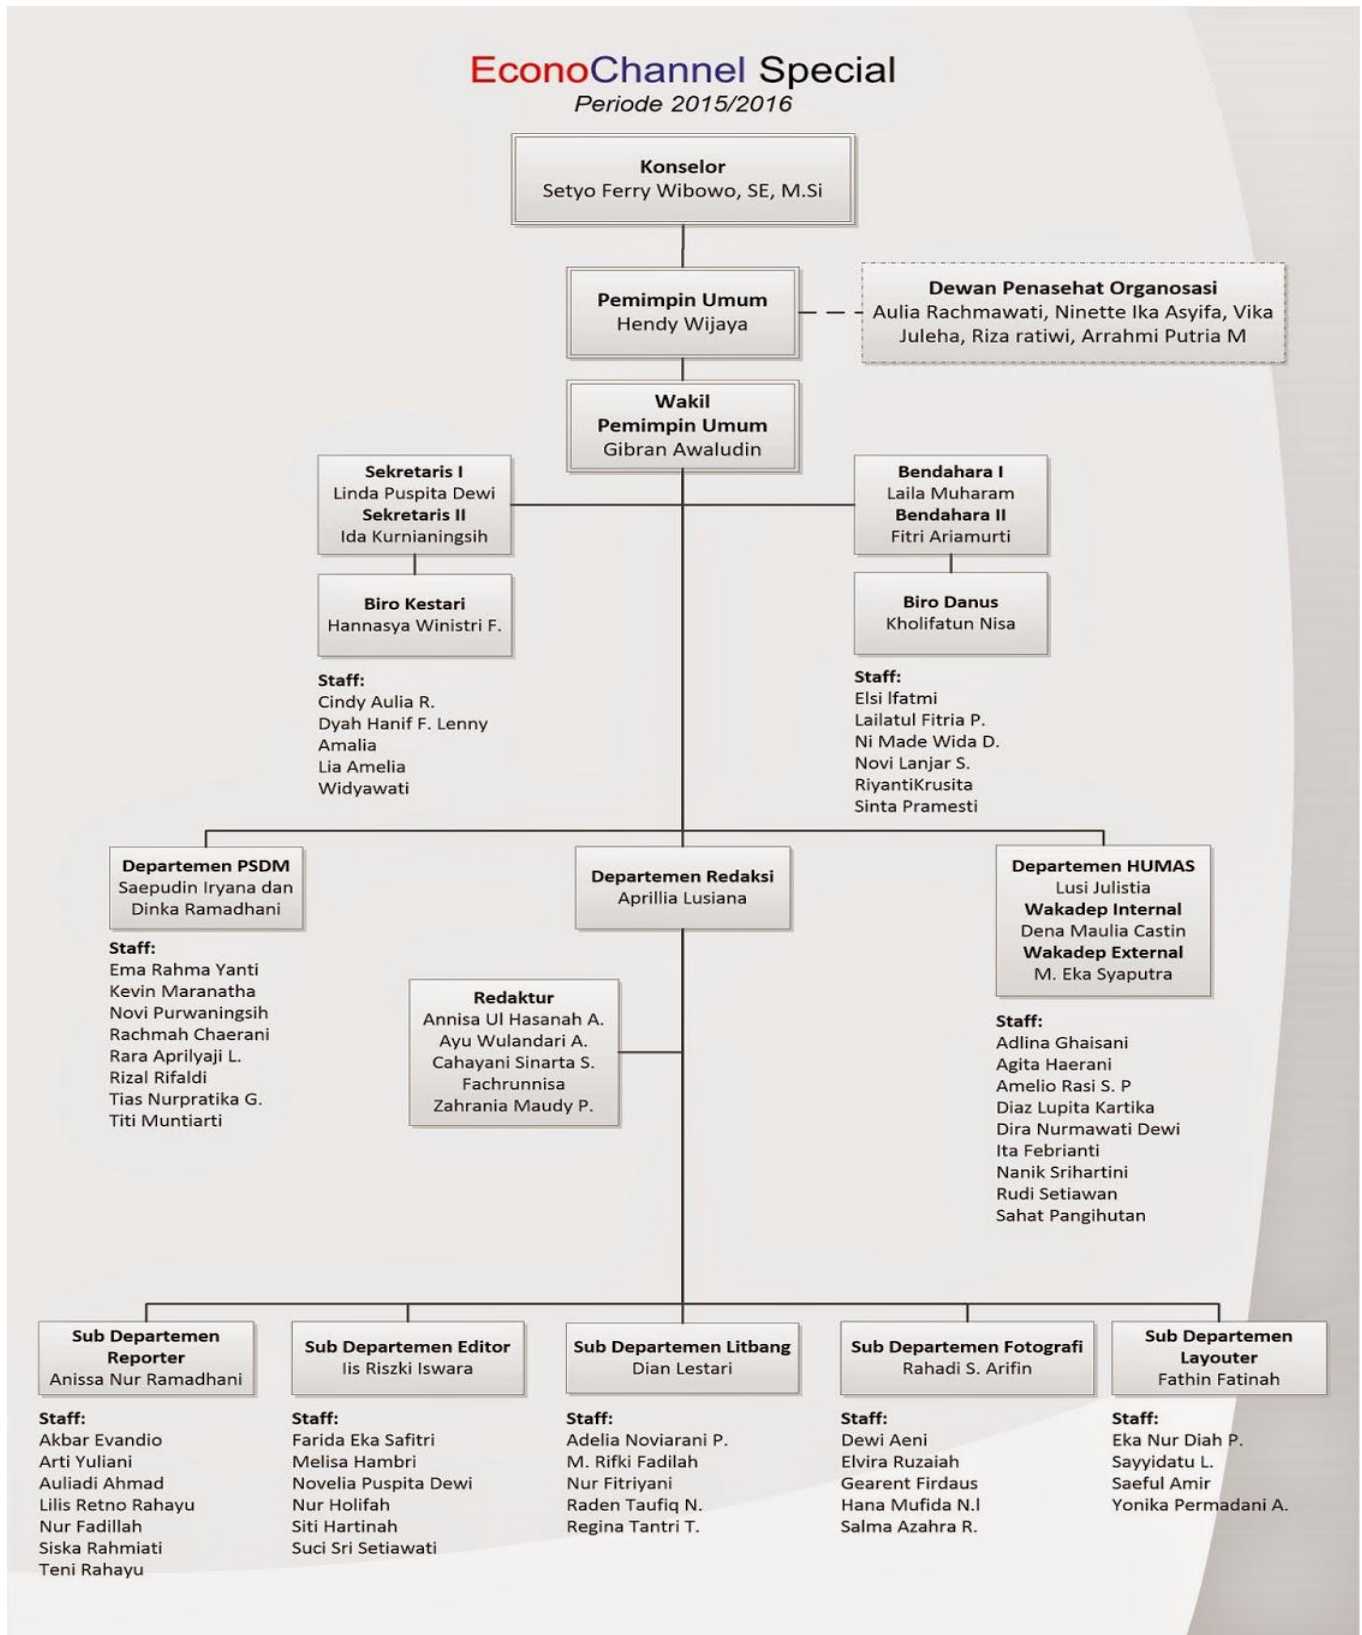 EconoChannel Special
Periode 2015/2016
Konselor
Setyo Ferry Wibowo, SE, M.Si
Pemimpin Umum
Hendy Wijaya
Dewan Penasehat Organosasi
Aulia Rachmawati, Ninette Ika Asyifa, Vika
Juleha, Riza ratiwi, Arrahmi Putria M
Wakil
Pemimpin Umum
Gibran Awaludin
Sekretaris I
Linda Puspita Dewi
Sekretaris II
Ida Kurnianingsih
Bendahara I
Laila Muharam
Bendahara II
Fitri Ariamurti
Biro Kestari
Hannasya Winistri F.
Staff:
Cindy Aulia R.
Dyah Hanif F. Lenny
Amalia
Lia Amelia
Widyawati
Biro Danus
Kholifatun Nisa
Staff:
Elsi lfatmi
Lailatul Fitria P.
Ni Made Wida D.
Novi Lanjar S.
RiyantiKrusita
Sinta Pramesti
Departemen PSDM
Saepudin Iryana dan
Dinka Ramadhani
Staff:
Ema Rahma Yanti
Kevin Maranatha
Novi Purwaningsih
Rachmah Chaerani
Rara Aprilyaji L.
Rizal Rifaldi
Tias Nurpratika G.
Titi Muntiarti
Departemen Redaksi
Aprillia Lusiana
Redaktur
Annisa Ul Hasanah A.
Ayu Wulandari A.
Cahayani Sinarta S.
Fachrunnisa
Zahrania Maudy P.
Departemen HUMAS
Lusi Julistia
Wakadep Internal
Dena Maulia Castin
Wakadep External
M. Eka Syaputra
Staff:
Adlina Ghaisani
Agita Haerani
Amelio Rasi S. P
Diaz Lupita Kartika
Dira Nurmawati Dewi
Ita Febrianti
Nanik Srihartini
Rudi Setiawan
Sahat Pangihutan
Sub Departemen
Reporter
Anissa Nur Ramadhani
Staff:
Akbar Evandio
Arti Yuliani
Auliadi Ahmad
Lilis Retno Rahayu
Nur Fadillah
Siska Rahmiati
Teni Rahayu
Sub Departemen Editor
Iis Riszki Iswara
Staff:
Farida Eka Safitri
Melisa Hambri
Novelia Puspita Dewi
Nur Holifah
Siti Hartinah
Suci Sri Setiawati
Sub Departemen Litbang
Dian Lestari
Staff:
Adelia Noviarani P.
M. Rifki Fadilah
Nur Fitriyani
Raden Taufiq N.
Regina Tantri T.
Sub Departemen Fotografi
Rahadi S. Arifin
Staff:
Dewi Aeni
Elvira Ruzaiah
Gearent Firdaus
Hana Mufida N.l
Salma Azahra R.
Sub Departemen
Layouter
Fathin Fatinah
Staff:
Eka Nur Diah P.
Sayyidatu L.
Saeful Amir
Yonika Permadani A.